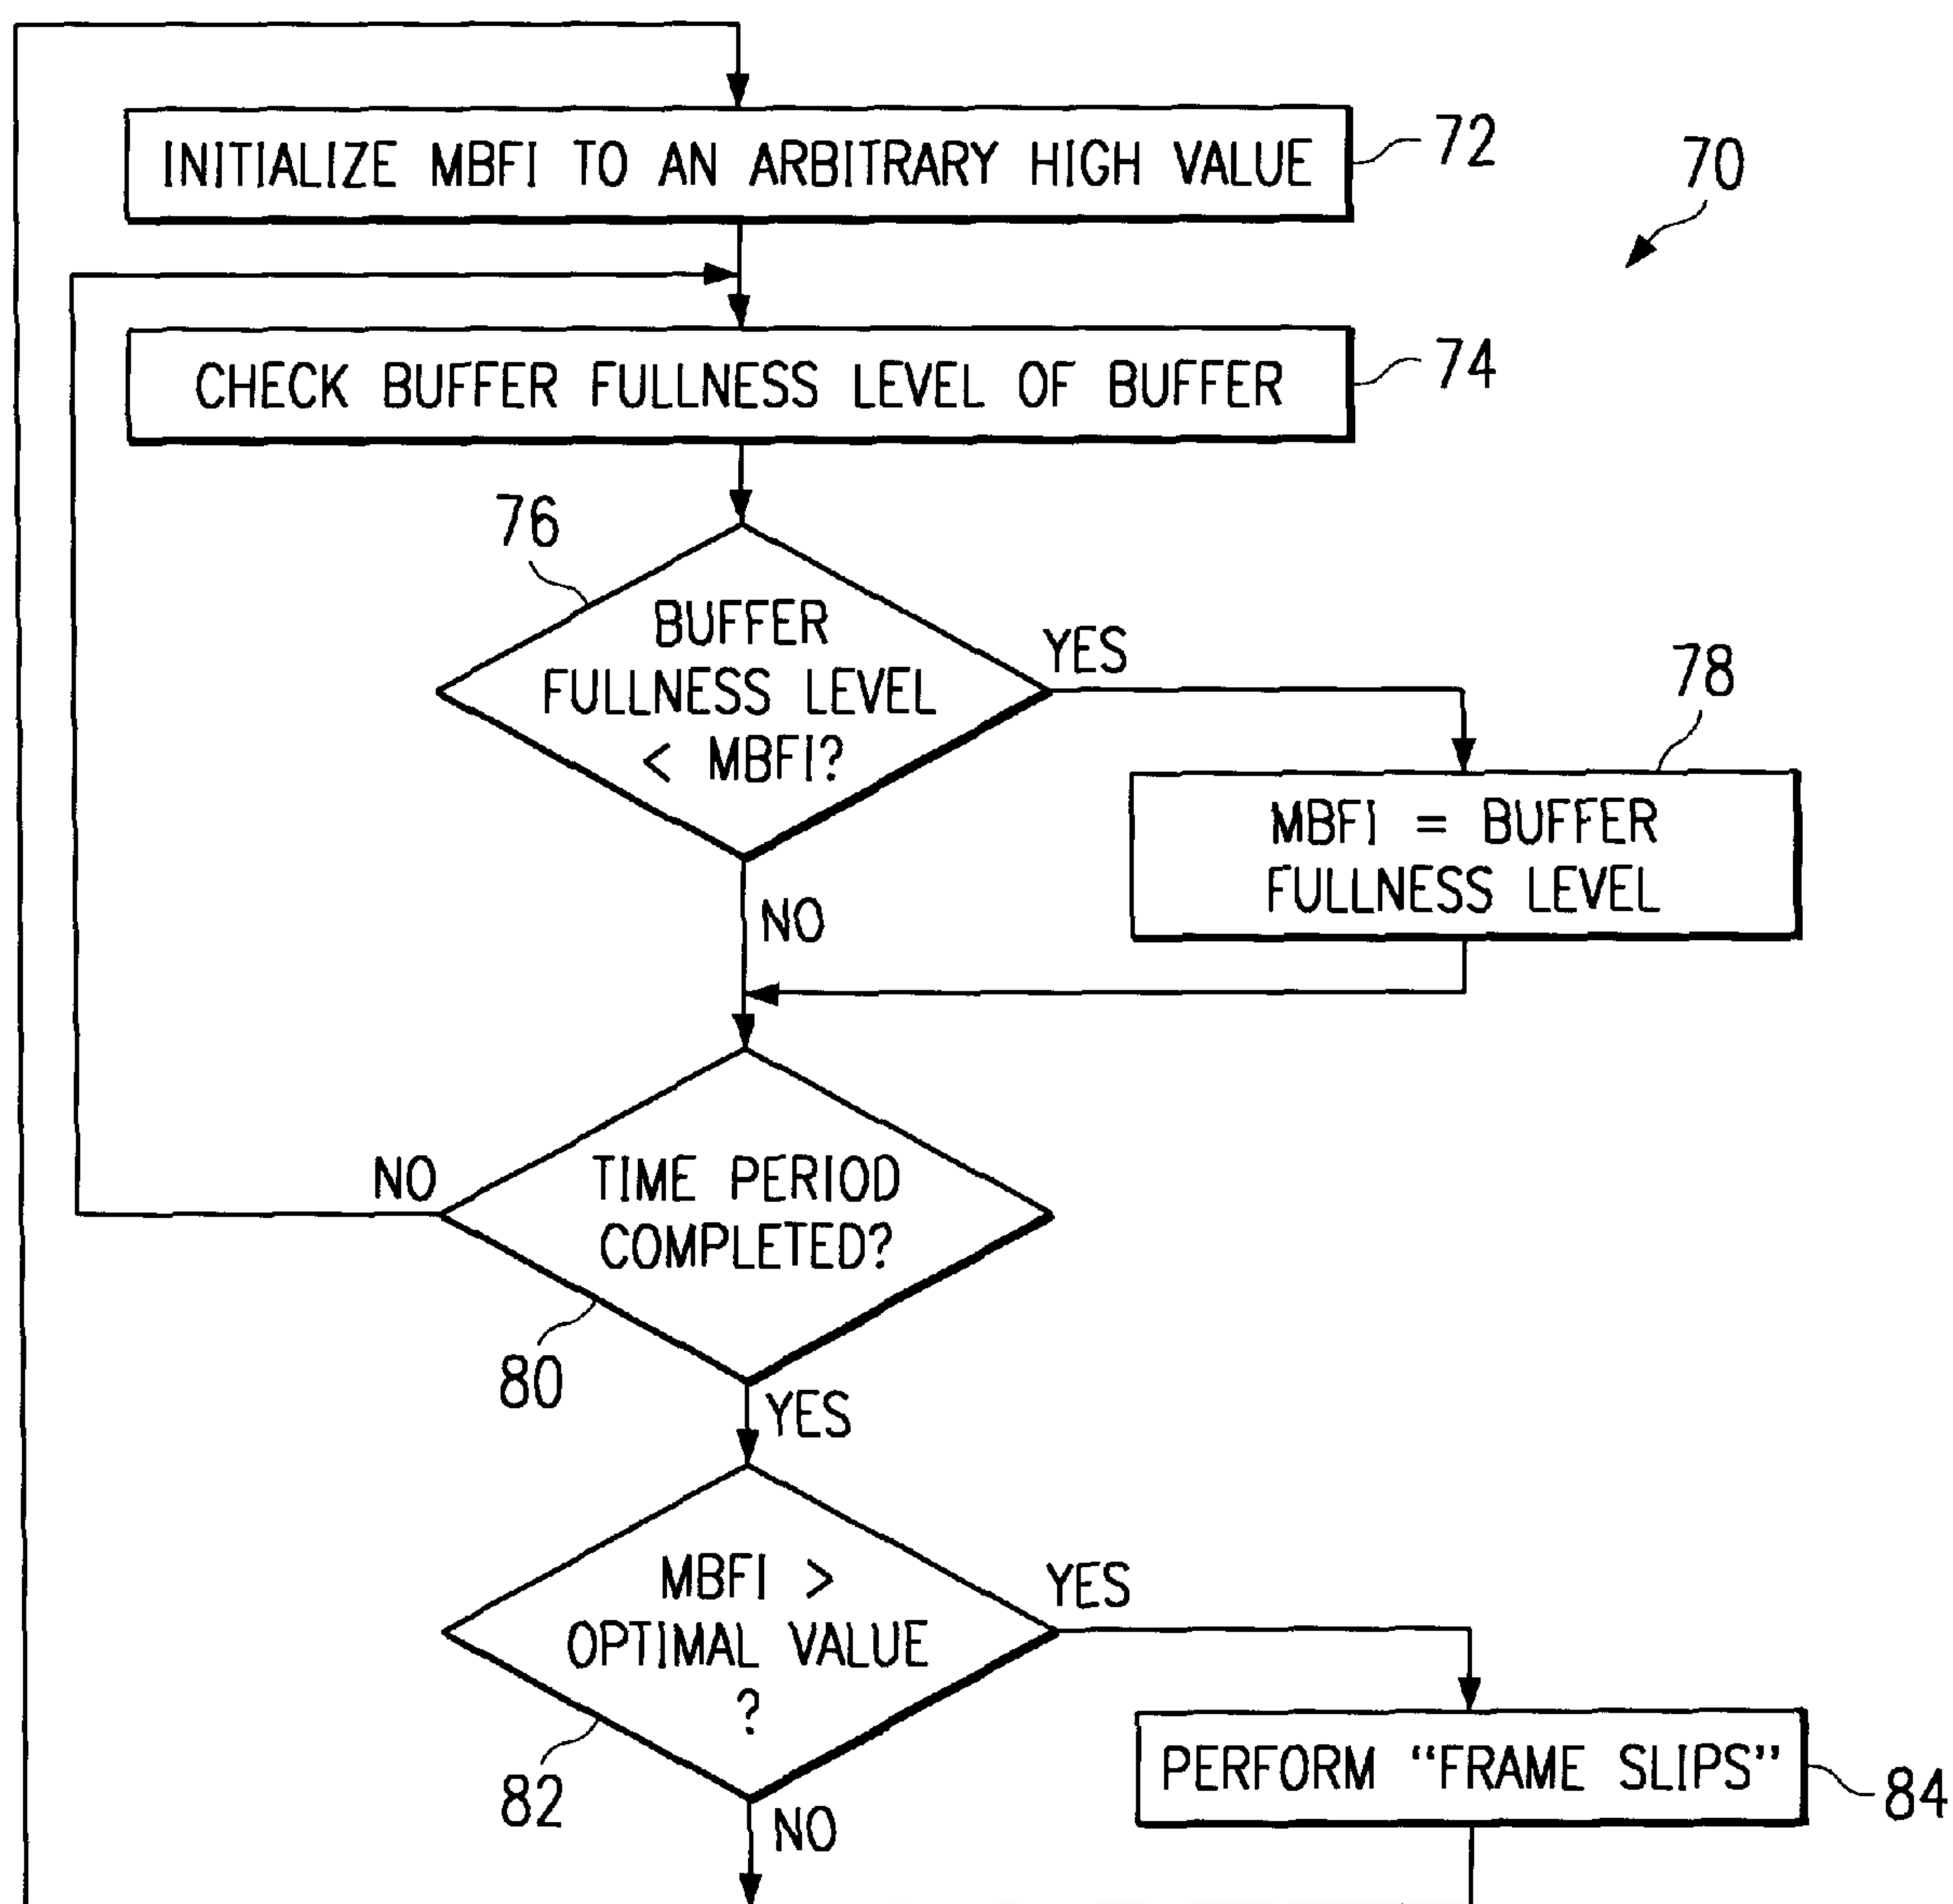 INITIALIZE MBFI TO AN ARBITRARY HIGH VALUE
72
70
CHECK BUFFER FULLNESS LEVEL OF BUFFER
74
76
BUFFER
FULLNESS LEVEL
< MBFI?
YES
78
MBFI = BUFFER
FULLNESS LEVEL
NO
NO
TIME PERIOD
COMPLETED?
80
YES
MBFI >
OPTIMAL VALUE
?
YES
82
PERFORM “FRAME SLIPS”
84
NO